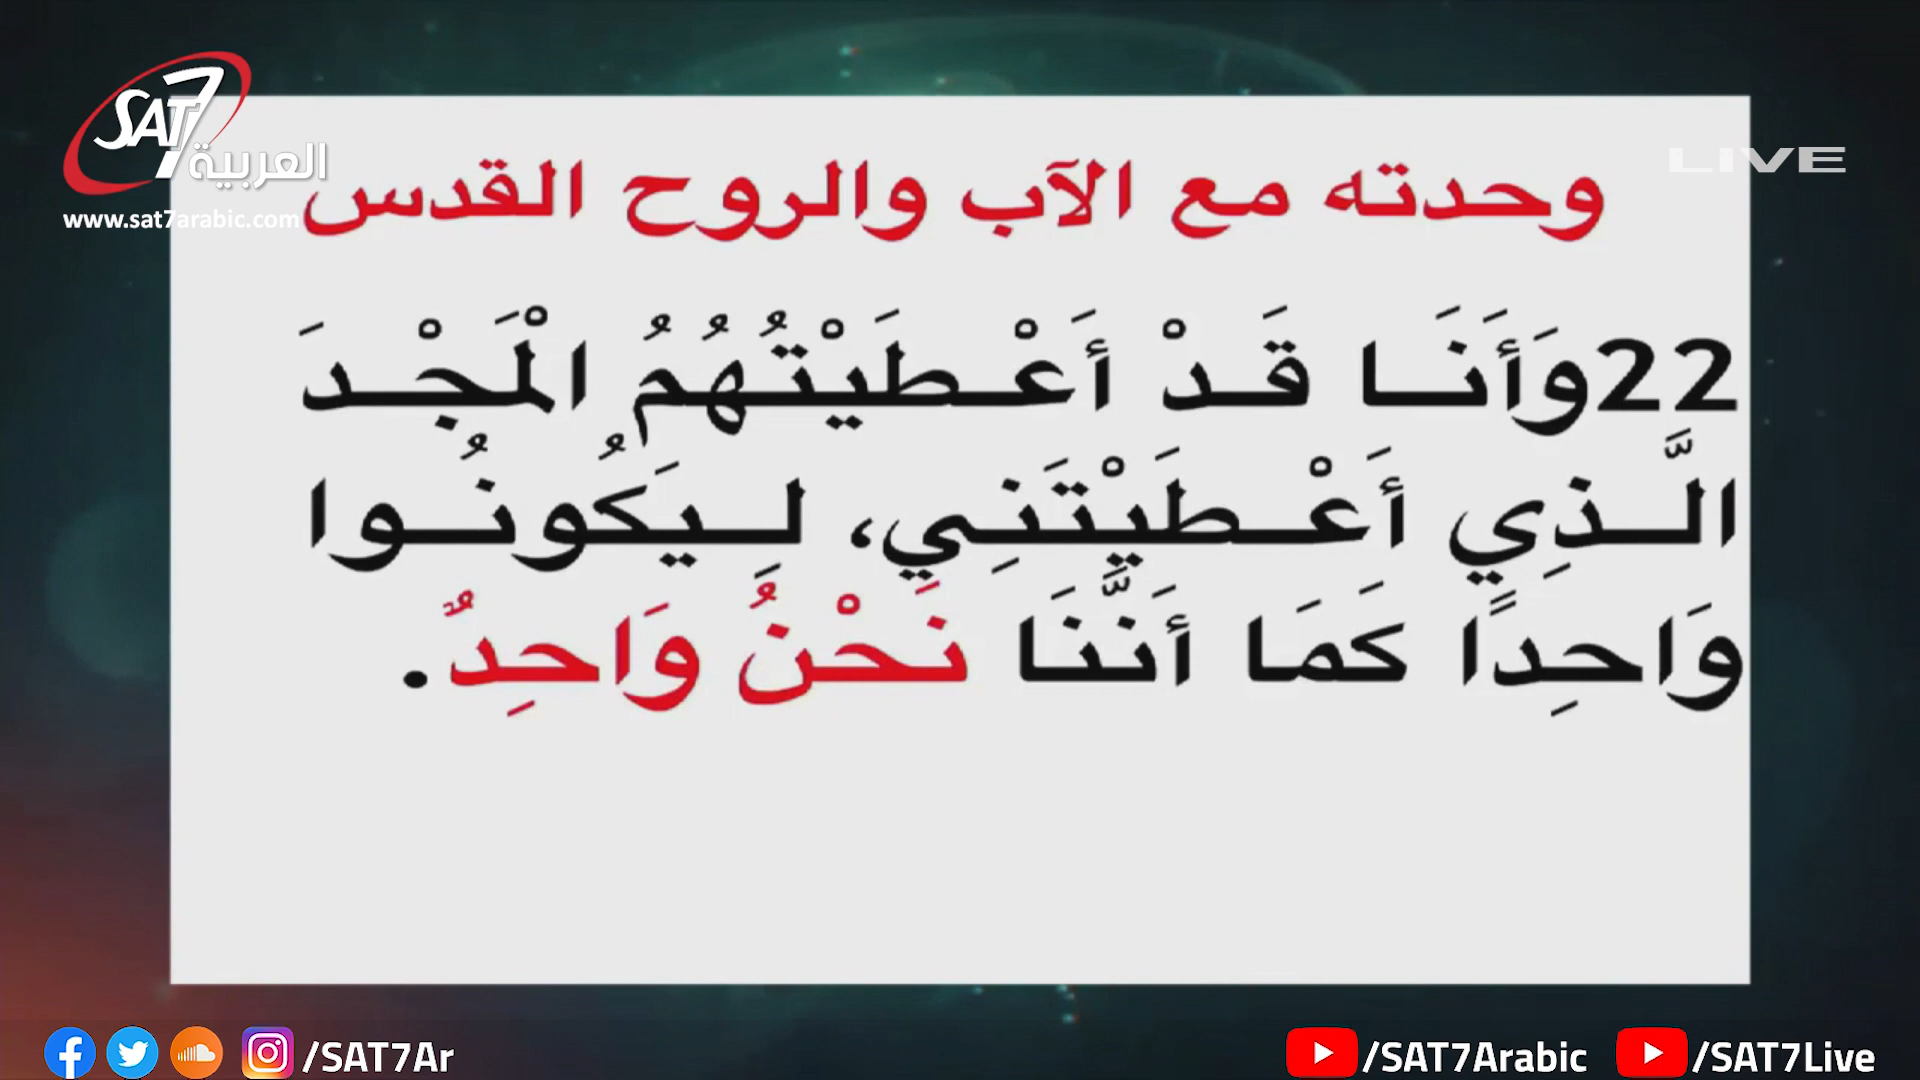 SAT7
العربية
www.sat7arabic.com
LIVE
وحدته مع الآب والروح القدس
22وَأَنَا قَدْ أَعْطَيْتُهُمُ الْمَجْدَ
الَّذِي أَعْطَيْتَنِي، لِيَكُونُوا
وَاحِدًا كَمَا أَنَّنَا نَحْنُ وَاحِدٌ.
/SAT7Ar
/SAT7Arabic
/SAT7Live